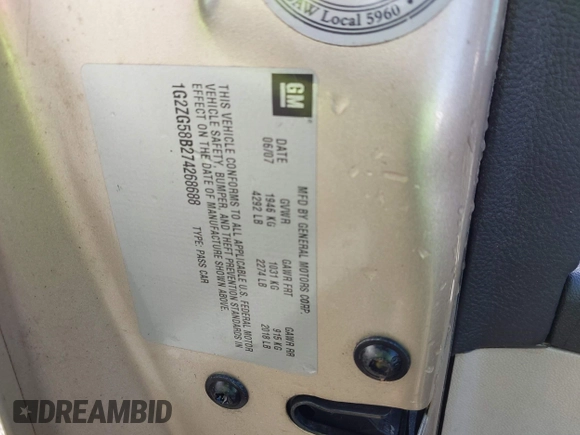 UAW Local 5960
GM
MFD BY GENERAL MOTORS CORP.
DATE GVWR GAWR FRT GAWR RR
06/07 1946 KG 1031 KG 915 KG
4292 LB 2274 LB 2018 LB
THIS VEHICLE CONFORMS TO ALL APPLICABLE U.S. FEDERAL MOTOR
VEHICLE SAFETY, BUMPER, AND THEFT PREVENTION STANDARDS IN
EFFECT ON THE DATE OF MANUFACTURE SHOWN ABOVE.
1G2ZG58B274268688 TYPE: PASS CAR
DREAMBID